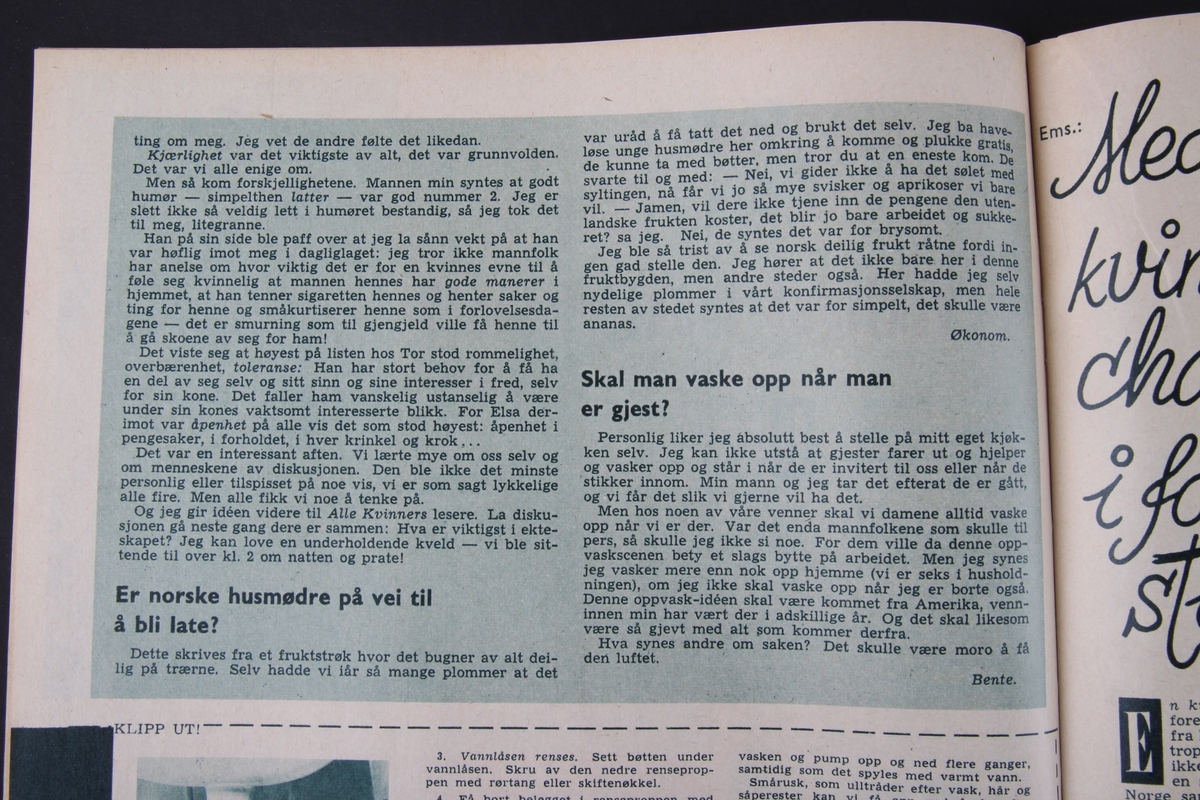 ting om meg. Jeg vet de andre følte det likedan.
Kjærlighet var det viktigste av alt, det var grunnvolden.
Det var vi alle enige om.
Men så kom forskjellighetene. Mannen min syntes at godt
humør — simpelthen latter — var god nummer 2. Jeg er
slett ikke så veldig lett i humøret bestandig, så jeg tok det
til meg, litegranne.
Han på sin side ble paff over at jeg la sånn vekt på at han
var høflig imot meg i dagliglaget: jeg tror ikke mannfolk
har anelse om hvor viktig det er for en kvinnes evne til å
føle seg kvinnelig at mannen hennes har gode manerer i
hjemmet, at han tenner sigaretten hennes og henter saker og
ting for henne og småkurtiserer henne som i forlovelsesda-
gene — det er smurning som til gjengjeld ville få henne til
å gå skoene av seg for ham!
Det viste seg at høyest på listen hos Tor stod rommelighet,
overbærenhet, toleranse: Han har stort behov for å få ha
en del av seg selv og sitt sinn og sine interesser i fred, selv
for sin kone. Det faller ham vanskelig ustanselig å være
under sin kones vaktsomt interesserte blikk. For Elsa der-
imot var åpenhet på alle vis det som stod høyest: åpenhet i
pengesaker, i forholdet, i hver krinkel og krok...
Det var en interessant aften. Vi lærte mye om oss selv og
om menneskene av diskusjonen. Den ble ikke det minste
personlig eller tilspisset på noe vis, vi er som sagt lykkelige
alle fire. Men alle fikk vi noe å tenke på.
Og jeg gir idéen videre til Alle Kvinners lesere. La disku-
sjonen gå neste gang dere er sammen: Hva er viktigst i ekte-
skapet? Jeg kan love en underholdende kveld — vi ble sit-
tende til over kl. 2 om natten og prate!
Er norske husmødre på vei til
å bli late?
Dette skrives fra et fruktstrøk hvor det bugner av alt dei-
lig på trærne. Selv hadde vi iår så mange plommer at det
var uråd å få tatt det ned og brukt det selv. Jeg ba have-
løse unge husmødre her omkring å komme og plukke gratis,
de kunne ta med bøtter, men tror du at en eneste kom. De
svarte til og med: — Nei, vi gider ikke å ha det sølet med
syltingen, nå får vi jo så mye svisker og aprikoser vi bare
vil. — Jamen, vil dere ikke tjene inn de pengene den uten-
landske frukten koster, det blir jo bare arbeidet og sukke-
ret? sa jeg. Nei, de syntes det var for brysomt.
Jeg ble så trist av å se norsk deilig frukt råtne fordi in-
gen gad stelle den. Jeg hører at det ikke bare her i denne
fruktbygden, men andre steder også. Her hadde jeg selv
nydelige plommer i vårt konfirmasjonsselskap, men hele
resten av stedet syntes at det var for simpelt, det skulle være
ananas.
Økonom.
Skal man vaske opp når man
er gjest?
Personlig liker jeg absolutt best å stelle på mitt eget kjøk-
ken selv. Jeg kan ikke utstå at gjester farer ut og hjelper
og vasker opp og står i når de er invitert til oss eller når de
stikker innom. Min mann og jeg tar det efterat de er gått,
og vi får det slik vi gjerne vil ha det.
Men hos noen av våre venner skal vi damene alltid vaske
opp når vi er der. Var det enda mannfolkene som skulle til
pers, så skulle jeg ikke si noe. For dem ville da denne opp-
vaskscenen bety et slags bytte på arbeidet. Men jeg synes
jeg vasker mere enn nok opp hjemme (vi er seks i hushold-
ningen), om jeg ikke skal vaske opp når jeg er borte også.
Denne oppvask-idéen skal være kommet fra Amerika, venn-
innen min har vært der i adskillige år. Og det skal likesom
være så gjevt med alt som kommer derfra.
Hva synes andre om saken? Det skulle være moro å få
den luftet.
Bente.
KLIPP UT!
3. Vannlåsen renses. Sett bøtten under
vannlåsen. Skru av den nedre renseprop-
pen med rørtang eller skiftenøkkel.
4. Få bort belegget i renseproppen med
vasken og pump opp og ned flere ganger,
samtidig som det spyles med varmt vann.
Smårusk, som ulltråder efter vask, hår og
såperester kan vi få
Ems.:
Med
i
En
fra
ikke
en
Norge